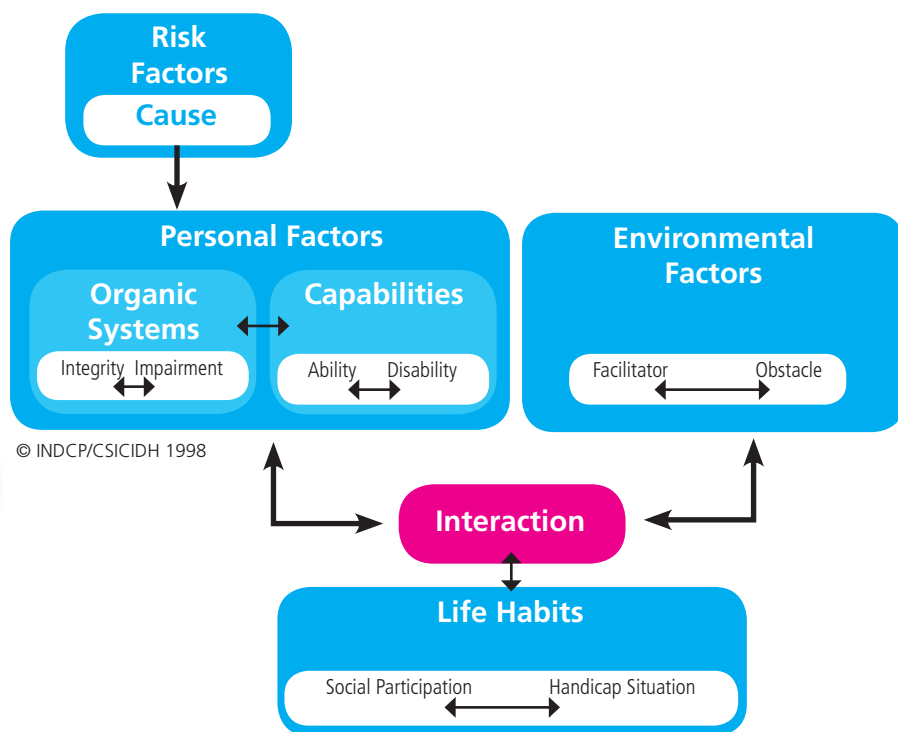 Risk
Factors
Cause
Personal Factors
Organic
Systems
Integrity Impairment
Capabilities
Ability Disability
Environmental
Factors
Facilitator Obstacle
© INDCP/CSICIDH 1998
Interaction
Life Habits
Social Participation Handicap Situation